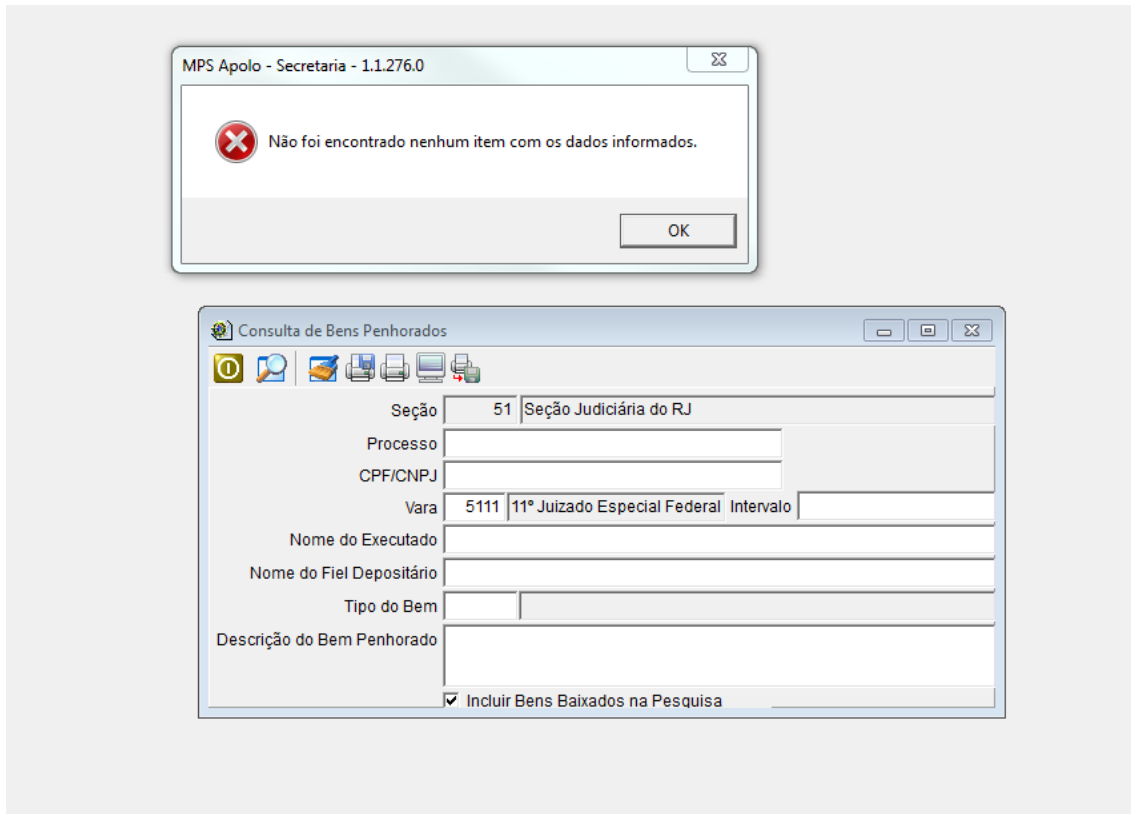 MPS Apolo - Secretaria - 1.1.276.0
Não foi encontrado nenhum item com os dados informados.
OK
Consulta de Bens Penhorados
Seção 51 Seção Judiciária do RJ
Processo
CPF/CNPJ
Vara 5111 11º Juizado Especial Federal Intervalo
Nome do Executado
Nome do Fiel Depositário
Tipo do Bem
Descrição do Bem Penhorado
Incluir Bens Baixados na Pesquisa